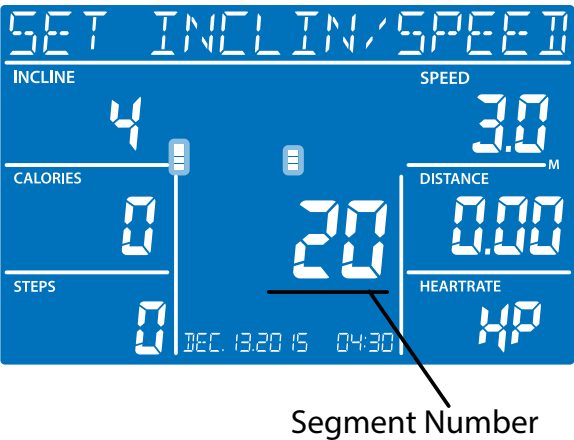 SET INCLIN/SPEED
INCLINE
4
SPEED
3.0
M
CALORIES
0
20
DISTANCE
0.00
STEPS
0
HEARTRATE
HP
DEC. 13.2015 04:30
Segment Number